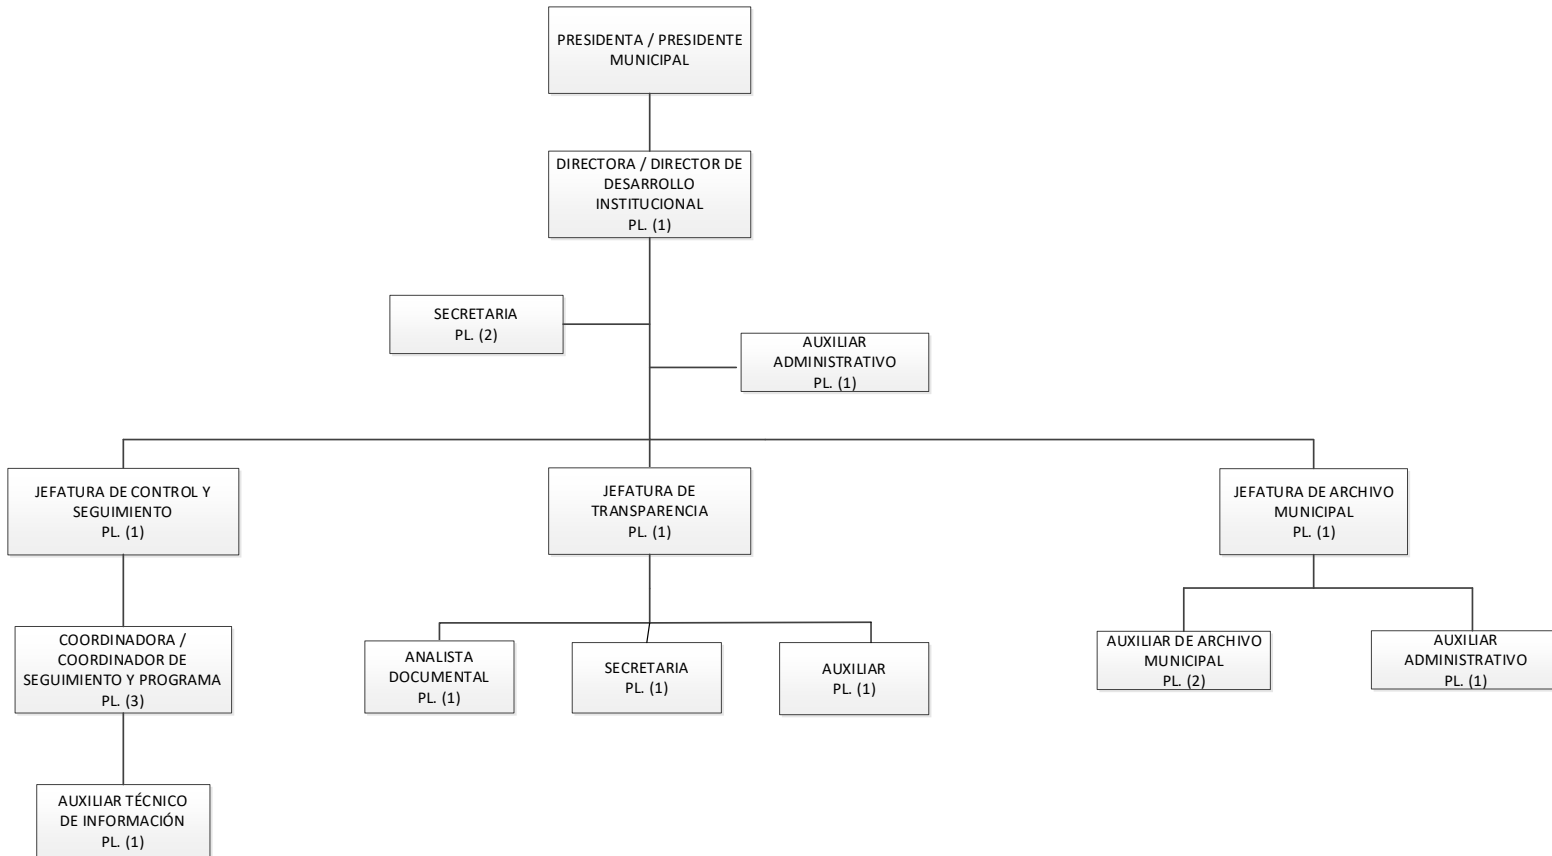 PRESIDENTA / PRESIDENTE
MUNICIPAL
DIRECTORA / DIRECTOR DE
DESARROLLO
INSTITUCIONAL
PL. (1)
SECRETARIA
PL. (2)
AUXILIAR
ADMINISTRATIVO
PL. (1)
JEFATURA DE CONTROL Y
SEGUIMIENTO
PL. (1)
JEFATURA DE
TRANSPARENCIA
PL. (1)
JEFATURA DE ARCHIVO
MUNICIPAL
PL. (1)
COORDINADORA /
COORDINADOR DE
SEGUIMIENTO Y PROGRAMA
PL. (3)
ANALISTA
DOCUMENTAL
PL. (1)
SECRETARIA
PL. (1)
AUXILIAR
PL. (1)
AUXILIAR DE ARCHIVO
MUNICIPAL
PL. (2)
AUXILIAR
ADMINISTRATIVO
PL. (1)
AUXILIAR TÉCNICO
DE INFORMACIÓN
PL. (1)